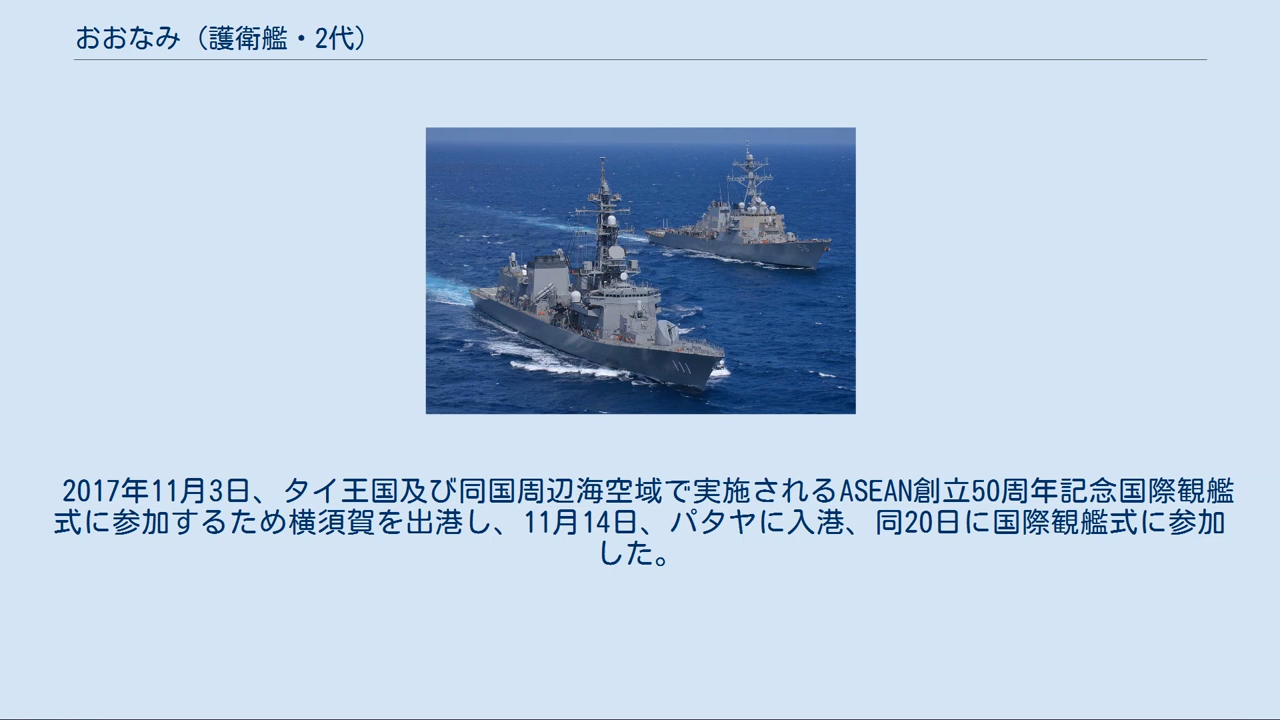 おおなみ（護衛艦・2代）
111
56
2017年11月3日、タイ王国及び同国周辺海空域で実施されるASEAN創立50周年記念国際観艦
式に参加するため横須賀を出港し、11月14日、パタヤに入港、同20日に国際観艦式に参加
した。